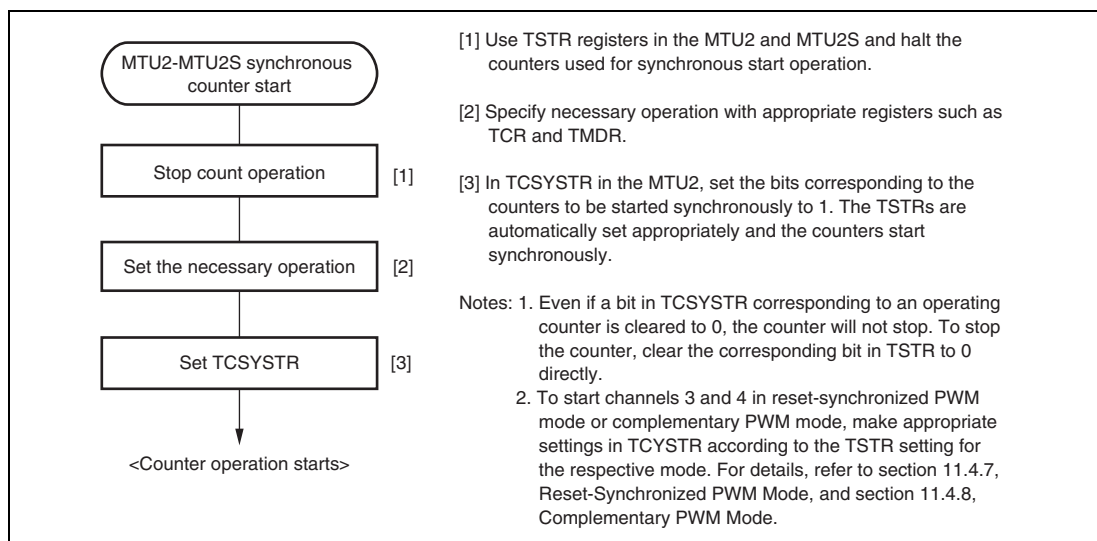 MTU2-MTU2S synchronous
counter start
Stop count operation
[1]
Set the necessary operation
[2]
Set TCSYSTR
[3]
<Counter operation starts>
[1] Use TSTR registers in the MTU2 and MTU2S and halt the
counters used for synchronous start operation.
[2] Specify necessary operation with appropriate registers such as
TCR and TMDR.
[3] In TCSYSTR in the MTU2, set the bits corresponding to the
counters to be started synchronously to 1. The TSTRs are
automatically set appropriately and the counters start
synchronously.
Notes: 1. Even if a bit in TCSYSTR corresponding to an operating
counter is cleared to 0, the counter will not stop. To stop
the counter, clear the corresponding bit in TSTR to 0
directly.
2. To start channels 3 and 4 in reset-synchronized PWM
mode or complementary PWM mode, make appropriate
settings in TCYSTR according to the TSTR setting for
the respective mode. For details, refer to section 11.4.7,
Reset-Synchronized PWM Mode, and section 11.4.8,
Complementary PWM Mode.